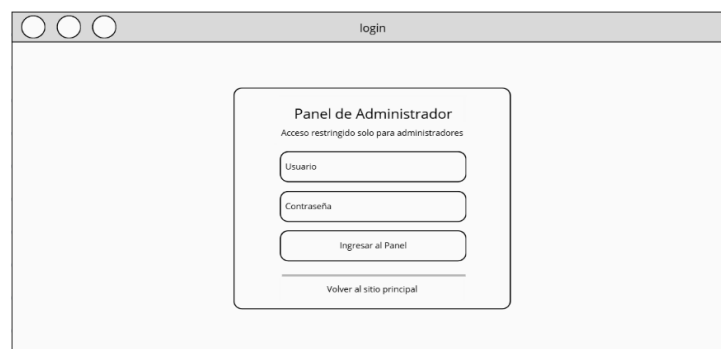 login
Panel de Administrador
Acceso restringido solo para administradores
Usuario
Contraseña
Ingresar al Panel
Volver al sitio principal